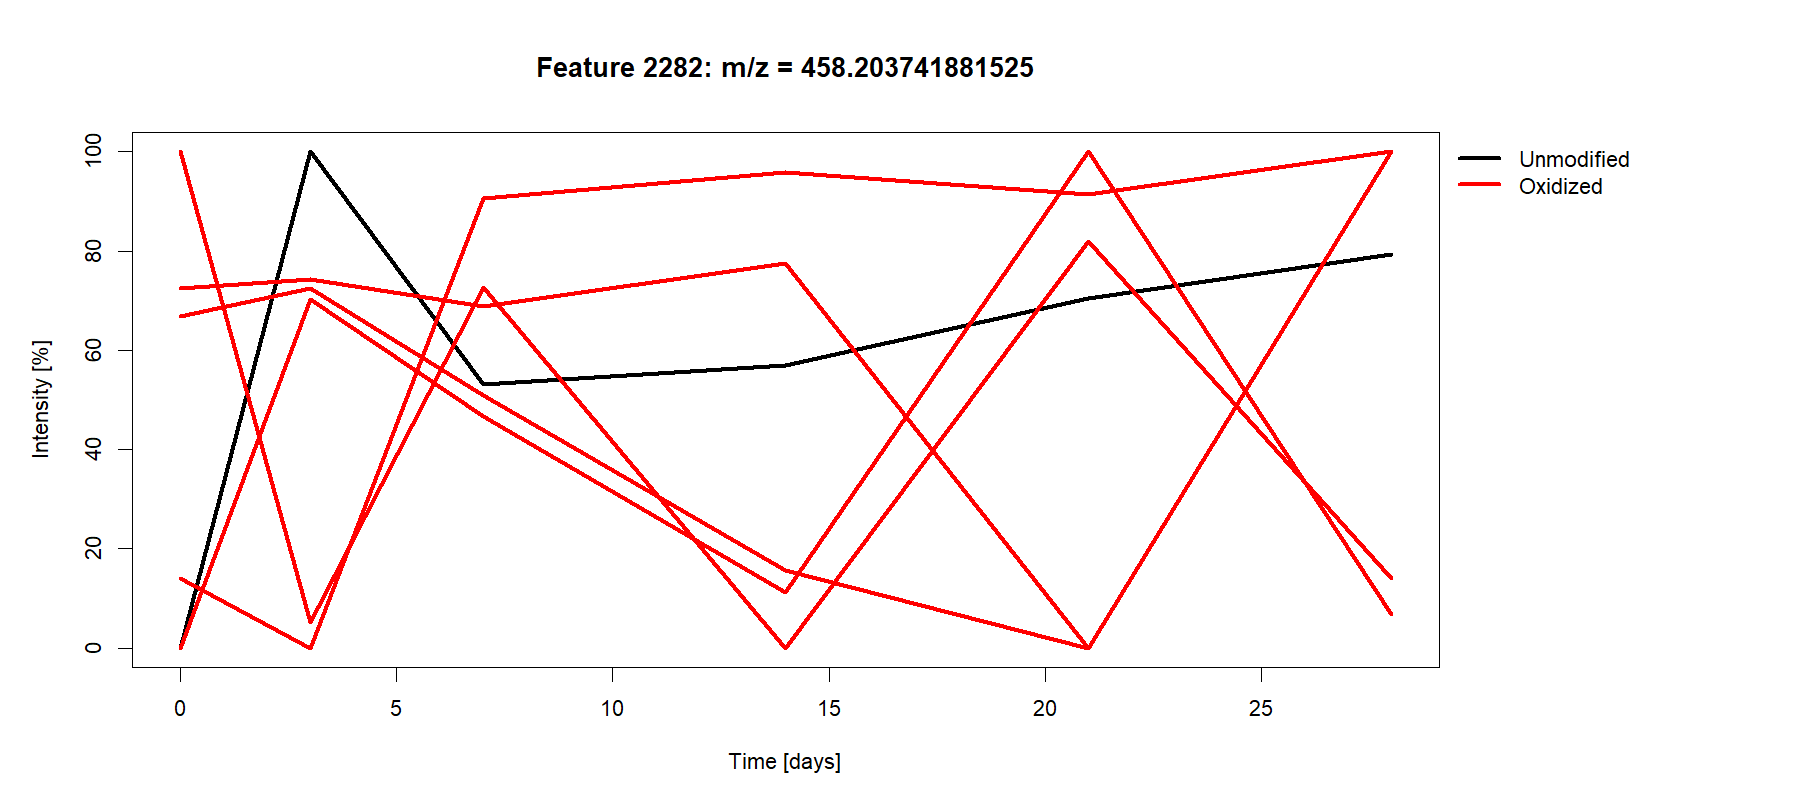 Feature 2282: m/z = 458.203741881525
Unmodified
Oxidized
Intensity [%]
100
80
60
40
20
0
0 5 10 15 20 25
Time [days]